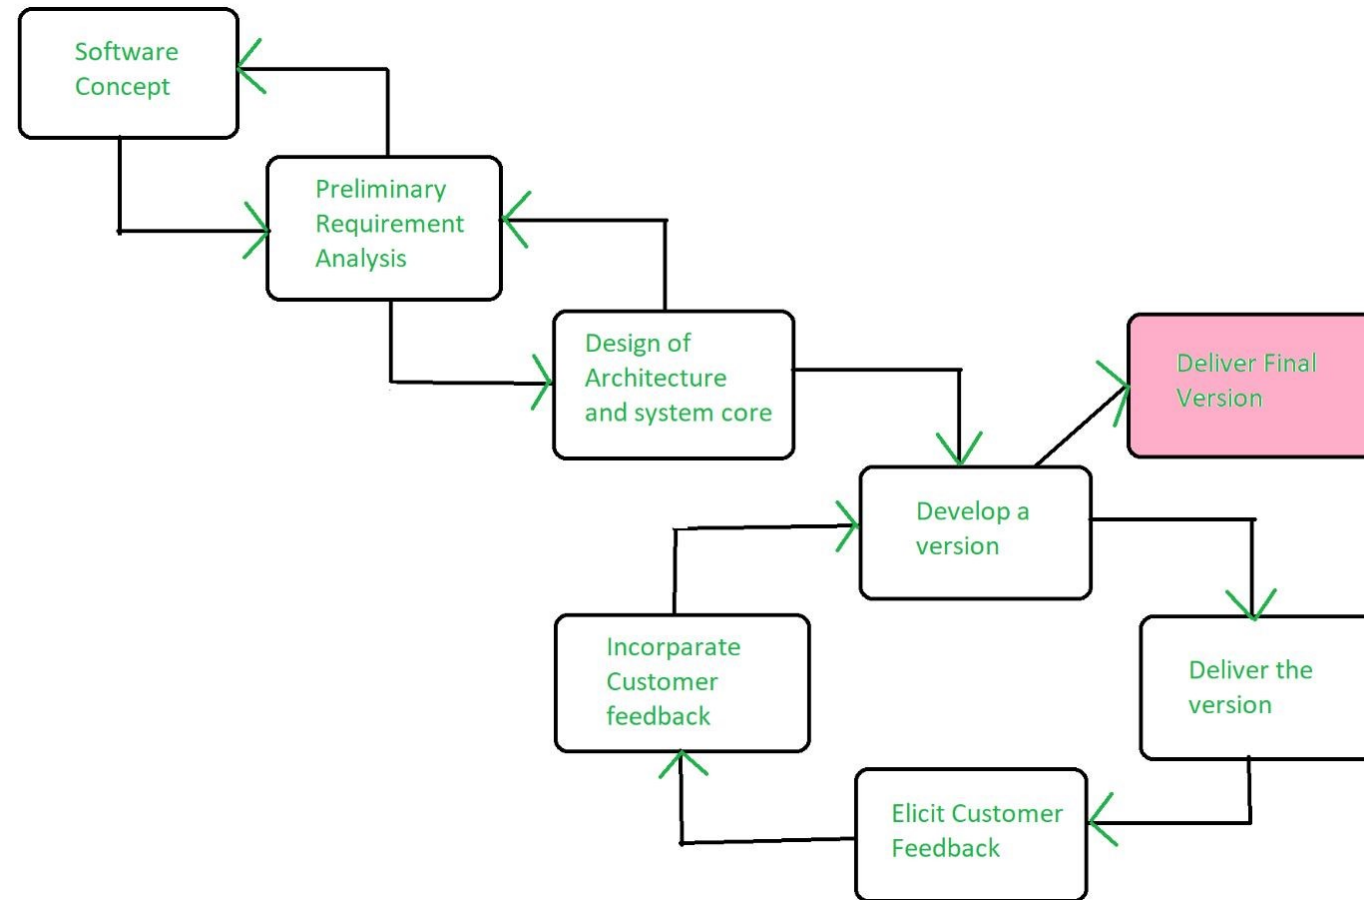 Software
Concept
Preliminary
Requirement
Analysis
Design of
Architecture
and system core
Deliver Final
Version
Develop a
version
Incorparate
Customer
feedback
Deliver the
version
Elicit Customer
Feedback